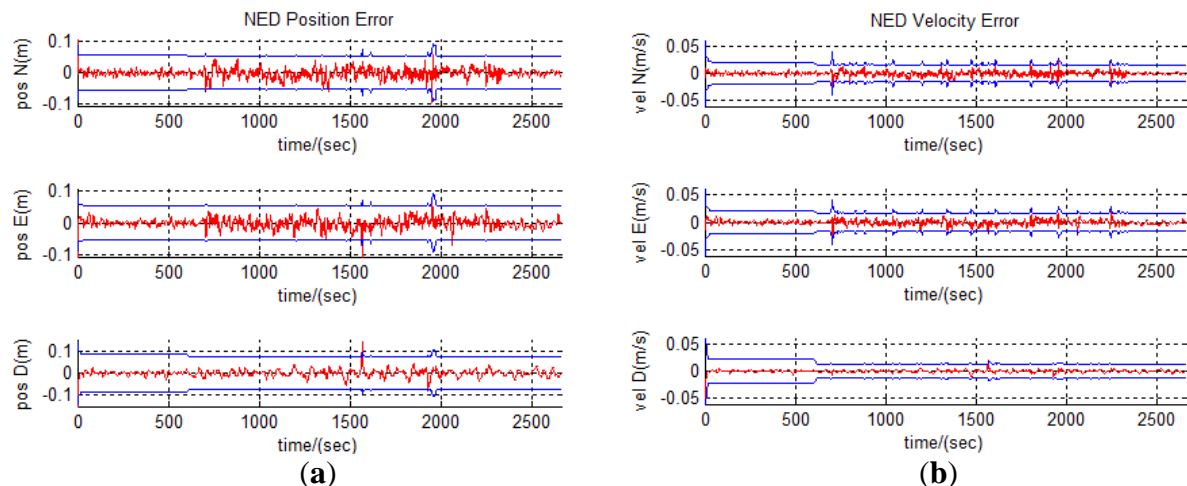 NED Position Error
pos N(m)
0.1
0
-0.1
0 500 1000 1500 2000 2500
time/(sec)
pos E(m)
0.1
0
-0.1
0 500 1000 1500 2000 2500
time/(sec)
pos D(m)
0.1
0
-0.1
0 500 1000 1500 2000 2500
time/(sec)
(a)
NED Velocity Error
vel N(m/s)
0.05
0
-0.05
0 500 1000 1500 2000 2500
time/(sec)
vel E(m/s)
0.05
0
-0.05
0 500 1000 1500 2000 2500
time/(sec)
vel D(m/s)
0.05
0
-0.05
0 500 1000 1500 2000 2500
time/(sec)
(b)